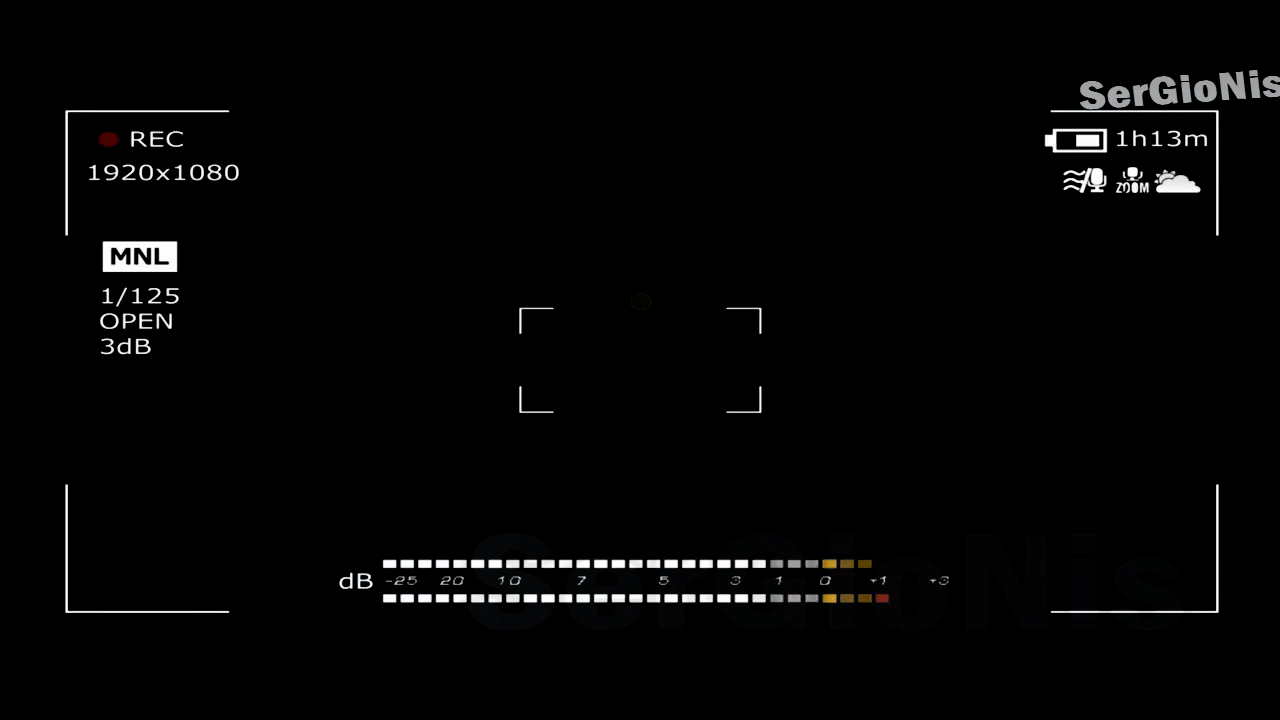 SerGioNis
REC
1h13m
1920x1080
ZOOM
MNL
1/125
OPEN
3dB
dB -25 20 10 7 5 3 1 0 +1 +3
SerGioNis